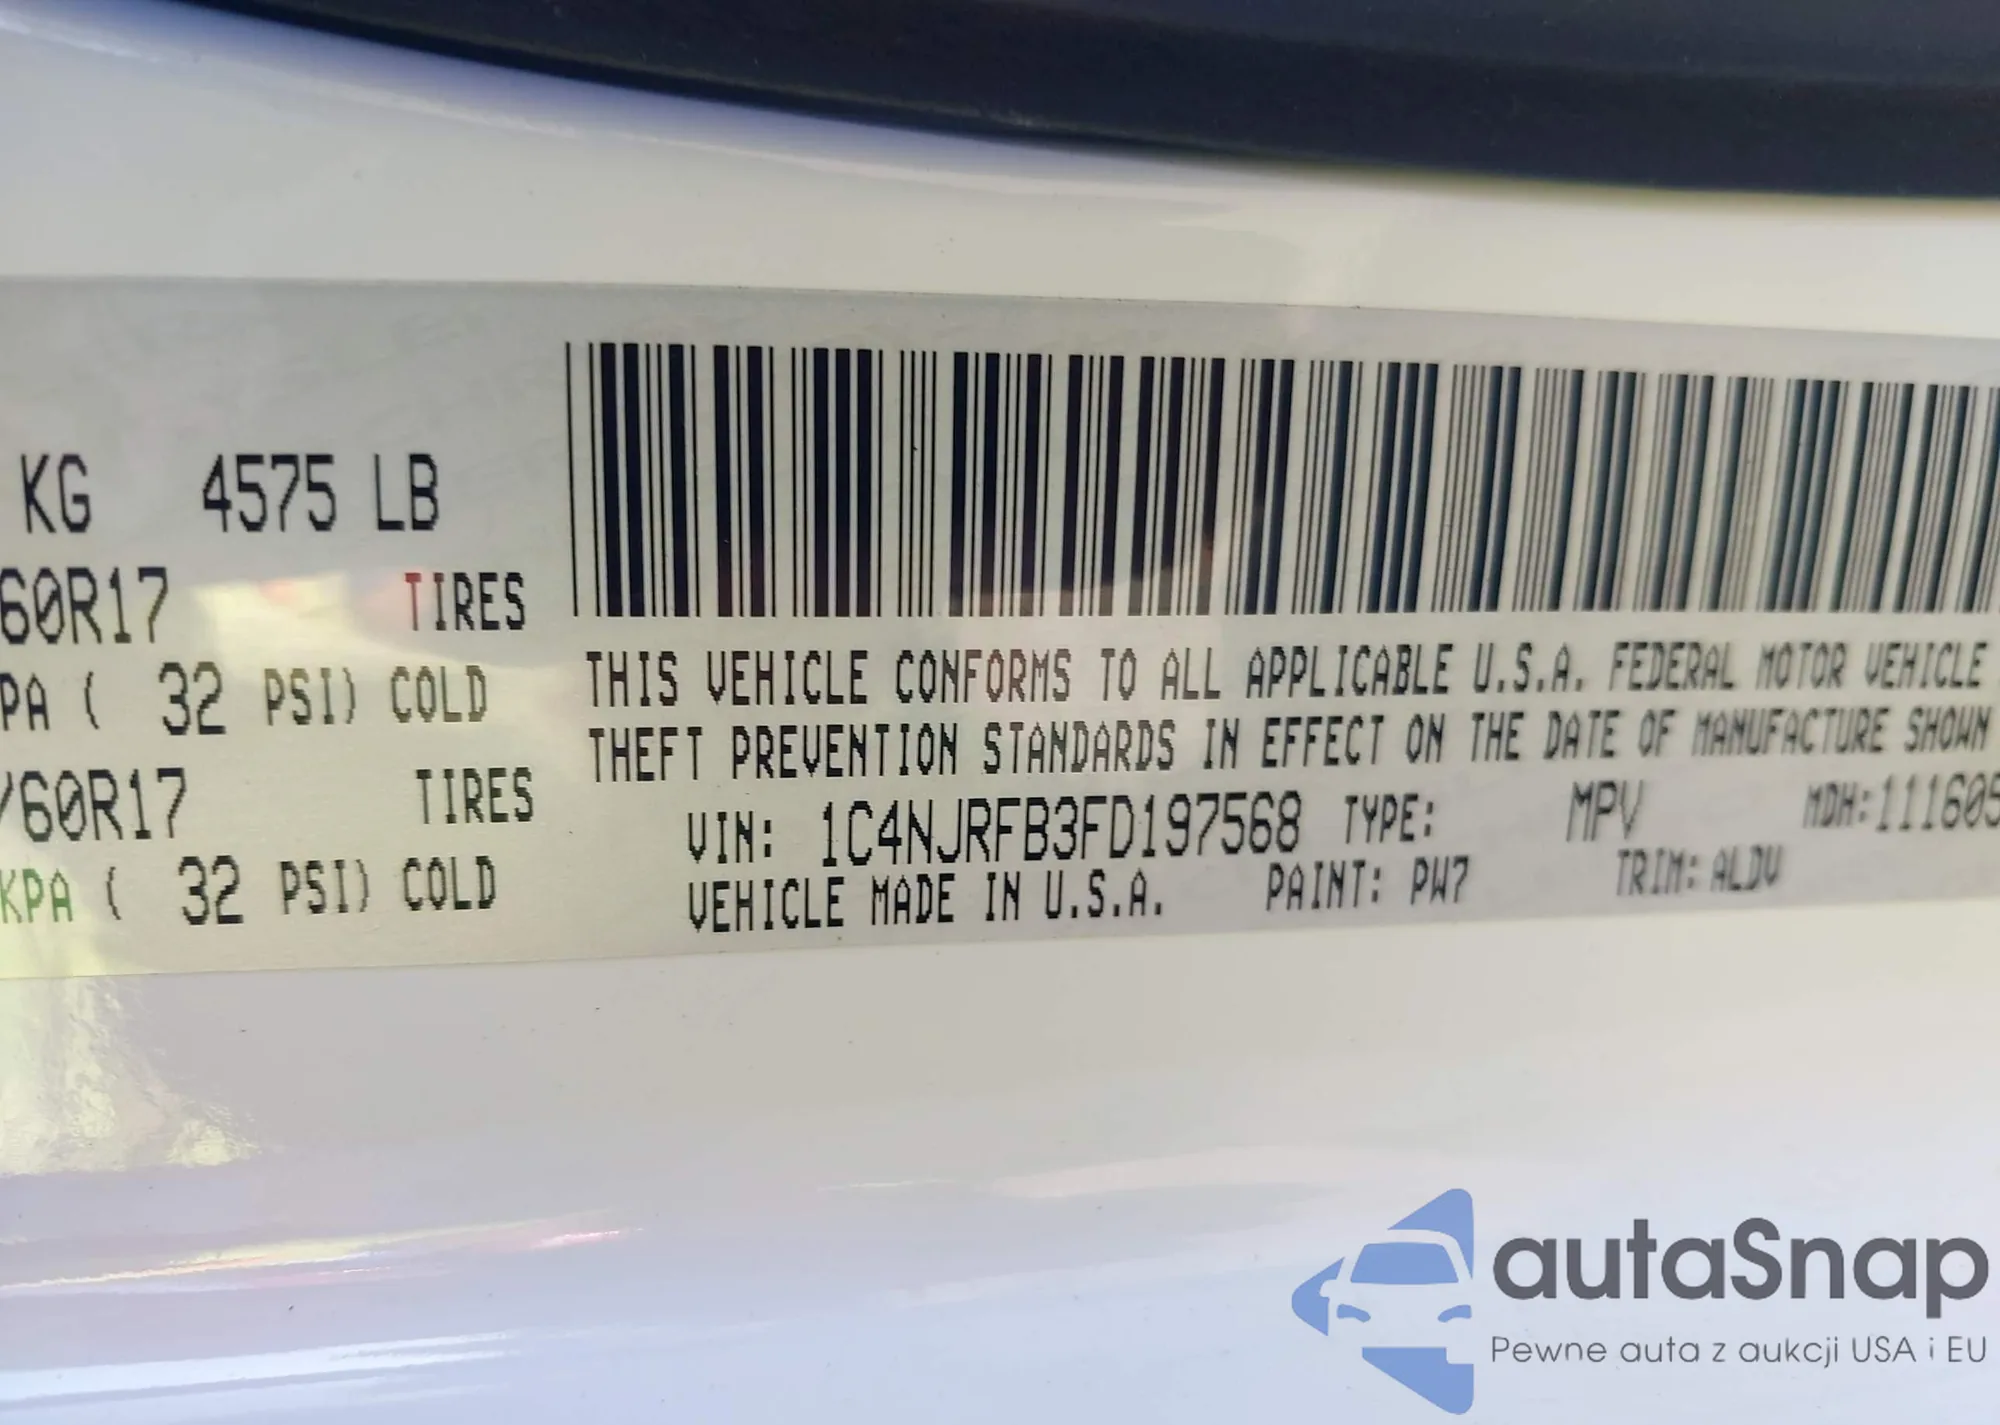 KG 4575 LB
60R17 TIRES
PA ( 32 PSI) COLD
/60R17 TIRES
KPA ( 32 PSI) COLD
THIS VEHICLE CONFORMS TO ALL APPLICABLE U.S.A. FEDERAL MOTOR VEHICLE
THEFT PREVENTION STANDARDS IN EFFECT ON THE DATE OF MANUFACTURE SHOWN
VIN: 1C4NJRFB3FD197568 TYPE: MPV MDH:111609
VEHICLE MADE IN U.S.A. PAINT: PW7 TRIM: ALDV
autaSnap
Pewne auta z aukcji USA i EU